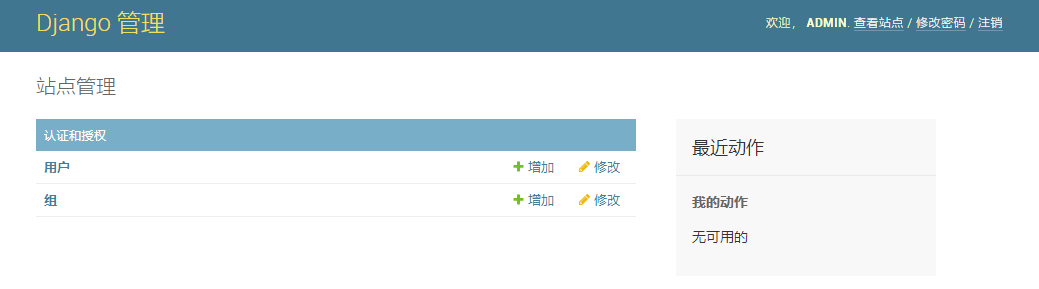 Django 管理
欢迎， ADMIN. 查看站点 / 修改密码 / 注销
站点管理
认证和授权
用户 增加 修改
组 增加 修改
最近动作
我的动作
无可用的